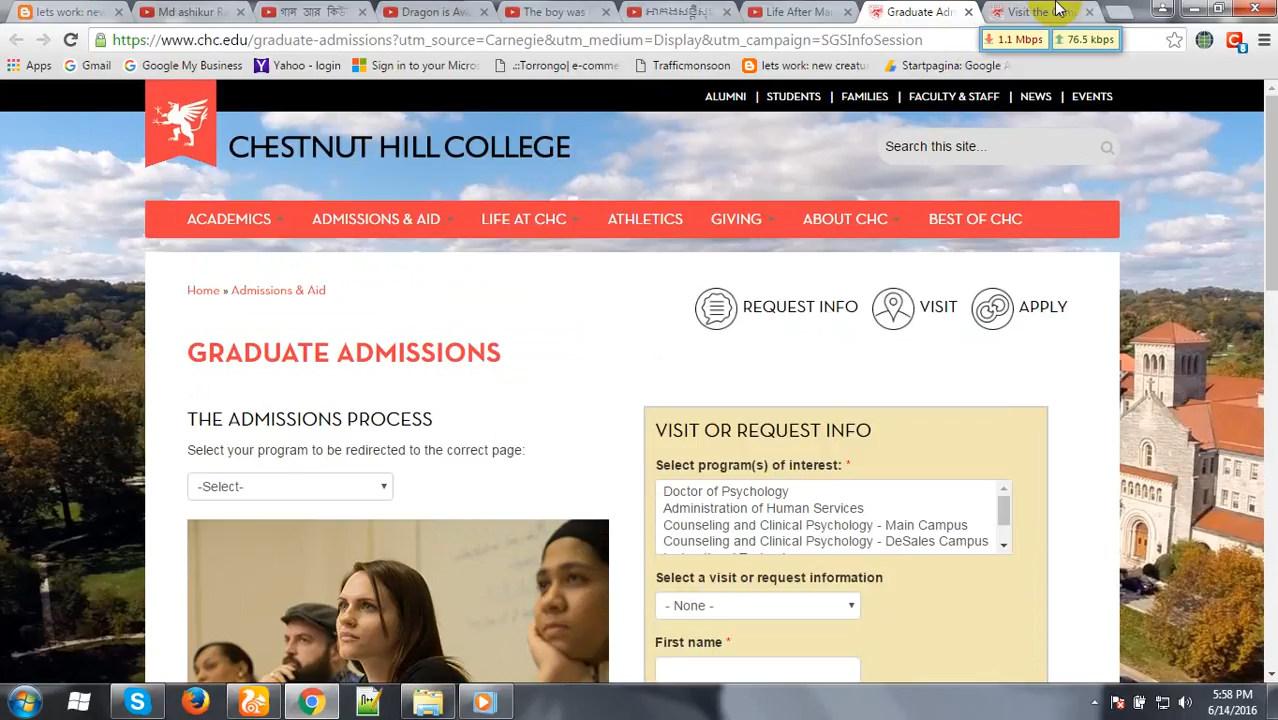 lets work: new
Md ashikur Ra
গান আর কিউ
Dragon is Aw
The boy was l
Life After Mar
Graduate Adm
Visit the
https://www.chc.edu/graduate-admissions?utm_source=Carnegie&utm_medium=Display&utm_campaign=SGSInfoSession
1.1 Mbps
76.5 kbps
8
Apps
Gmail
Google My Business
Yahoo - login
Sign in to your Micros
.::Torrongo| e-comme
Trafficmonsoon
lets work: new creatur
Startpagina: Google A
ALUMNI | STUDENTS | FAMILIES | FACULTY & STAFF | NEWS | EVENTS
CHESTNUT HILL COLLEGE
Search this site...
ACADEMICS
ADMISSIONS & AID
LIFE AT CHC
ATHLETICS
GIVING
ABOUT CHC
BEST OF CHC
Home » Admissions & Aid
REQUEST INFO
VISIT
APPLY
GRADUATE ADMISSIONS
THE ADMISSIONS PROCESS
Select your program to be redirected to the correct page:
-Select-
VISIT OR REQUEST INFO
Select program(s) of interest: *
Doctor of Psychology
Administration of Human Services
Counseling and Clinical Psychology - Main Campus
Counseling and Clinical Psychology - DeSales Campus
Select a visit or request information
- None -
First name *
5:58 PM
6/14/2016